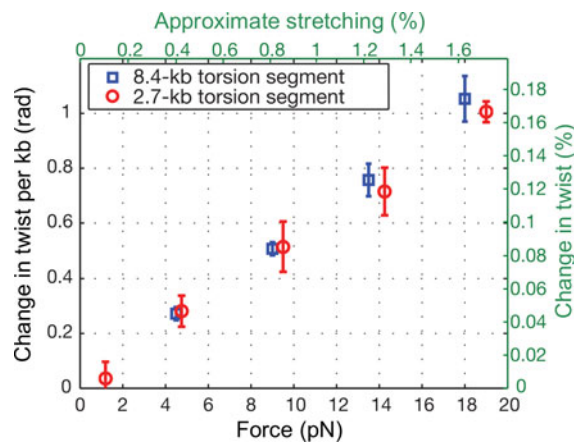 Approximate stretching (%)
0 0.2 0.4 0.6 0.8 1 1.2 1.4 1.6
8.4-kb torsion segment
2.7-kb torsion segment
Change in twist per kb (rad)
1
0.8
0.6
0.4
0.2
0
0.18
0.16
0.14
0.12
0.10
0.08
0.06
0.04
0.02
0
Change in twist (%)
0 2 4 6 8 10 12 14 16 18 20
Force (pN)